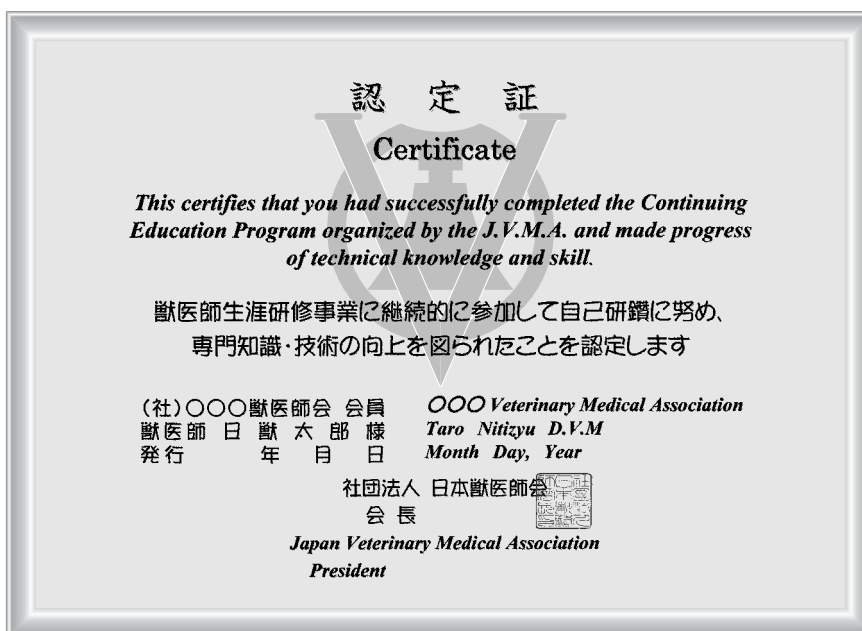 認 定 証
Certificate
This certifies that you had successfully completed the Continuing
Education Program organized by the J.V.M.A. and made progress
of technical knowledge and skill.
獣医師生涯研修事業に継続的に参加して自己研鑽に努め、
専門知識・技術の向上を図られたことを認定します
(社)〇〇〇獣医師会 会員 〇〇〇 Veterinary Medical Association
獣医師 日 獣 太 郎 様 Taro Nitizyu D.V.M
発行 年 月 日 Month Day, Year
社団法人 日本獣医師会
会 長
Japan Veterinary Medical Association
President